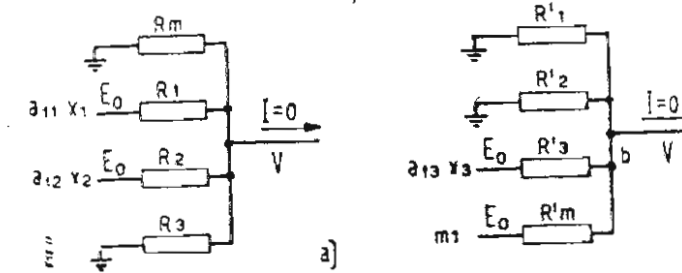 Rm
a11 x1 E0 R1
I=0
V
a12 x2 E0 R2
R3
a]
R'1
R'2
I=0
V
a13 x3 E0 R'3
b
m1 E0 R'm